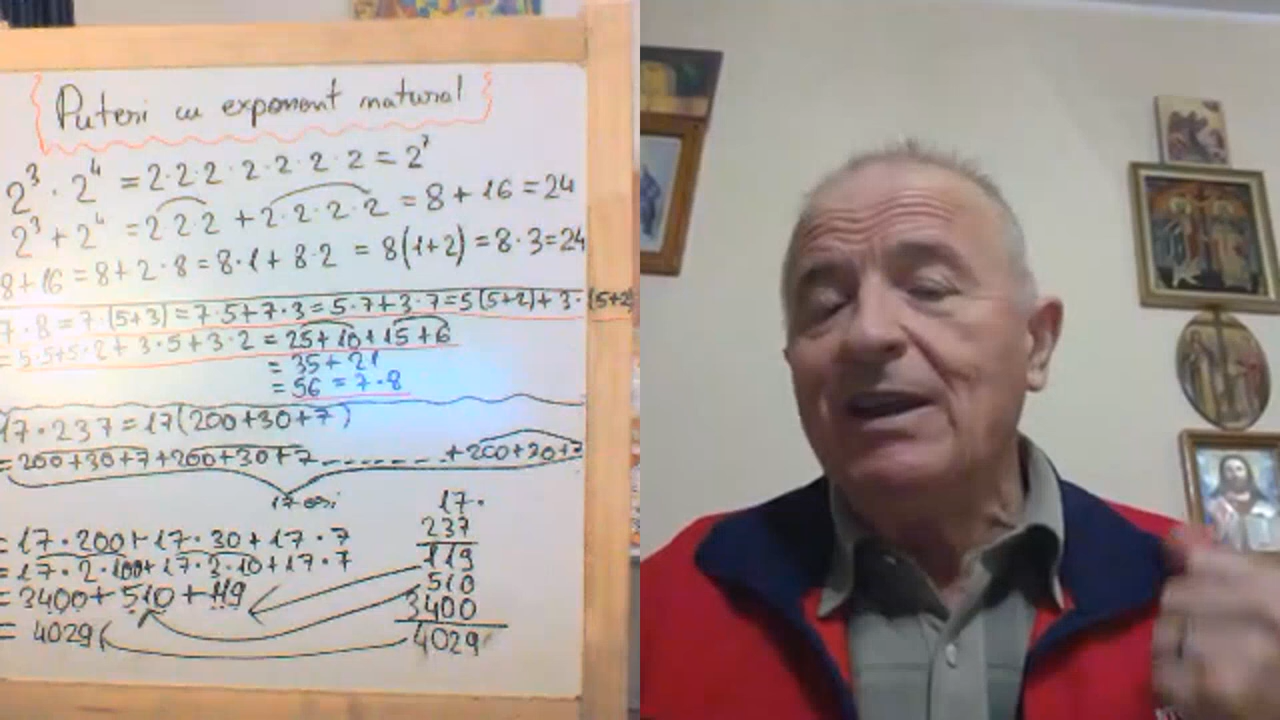 Puteri cu exponent natural
2³ · 2⁴ = 2·2·2·2·2·2·2 = 2⁷
2³ + 2⁴ = 2·2·2 + 2·2·2·2 = 8 + 16 = 24
8+16 = 8+2·8 = 8·1 + 8·2 = 8(1+2) = 8·3=24
7·8 = 7·(5+3) = 7·5+7·3 = 5·7+3·7=5(5+2)+3·(5+2
= 5·5+5·2+3·5+3·2 = 25+10+15+6
= 35+21
= 56 = 7·8
17·237=17(200+30+7)
=200+30+7+200+30+7-------+200+30+7
17 ori
= 17·200+17·30+17·7
= 17·2·100+17·3·10+17·7
= 3400+510+119
= 4029
17·
237
119
510
3400
4029